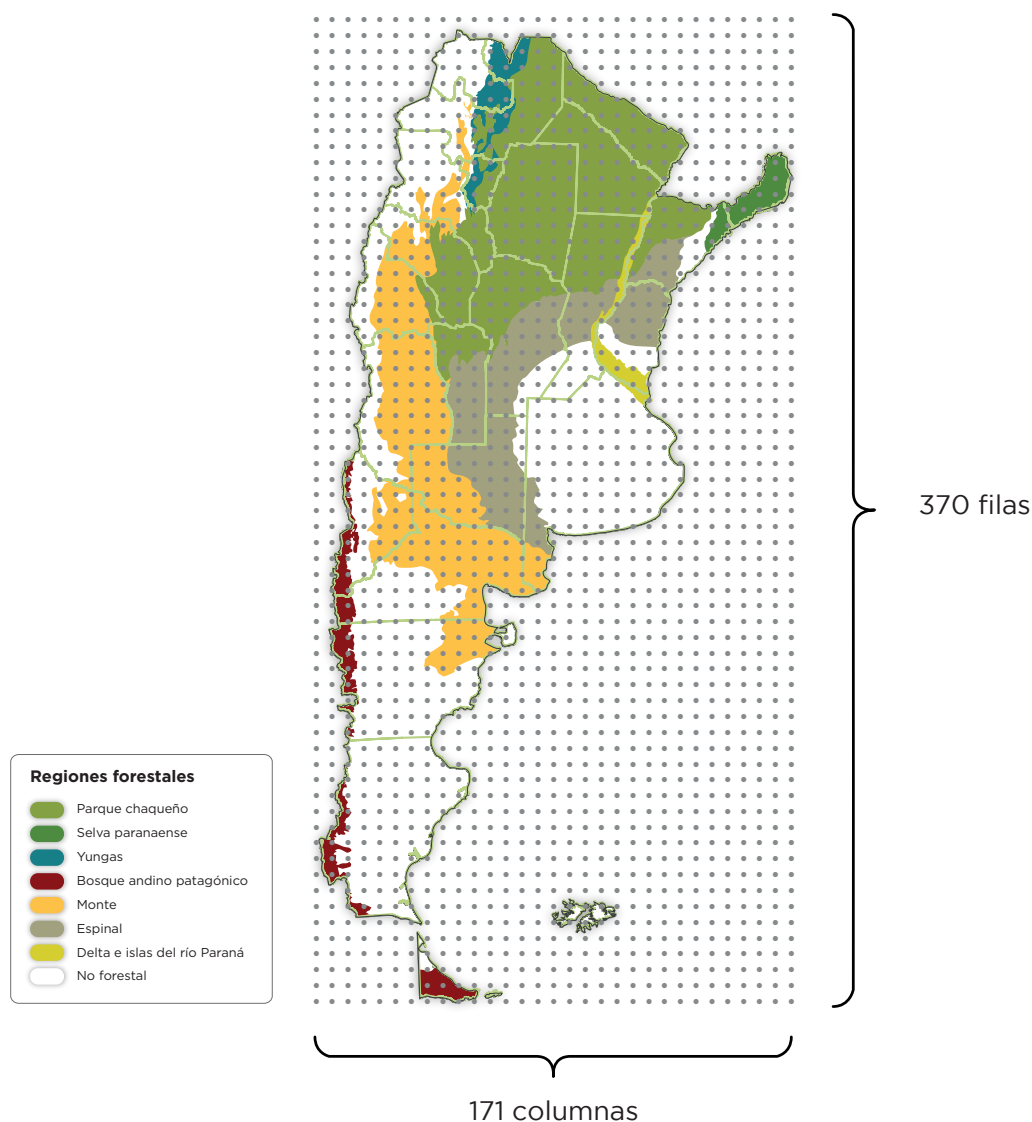 370 filas
Regiones forestales
Parque chaqueño
Selva paranaense
Yungas
Bosque andino patagónico
Monte
Espinal
Delta e islas del río Paraná
No forestal
171 columnas